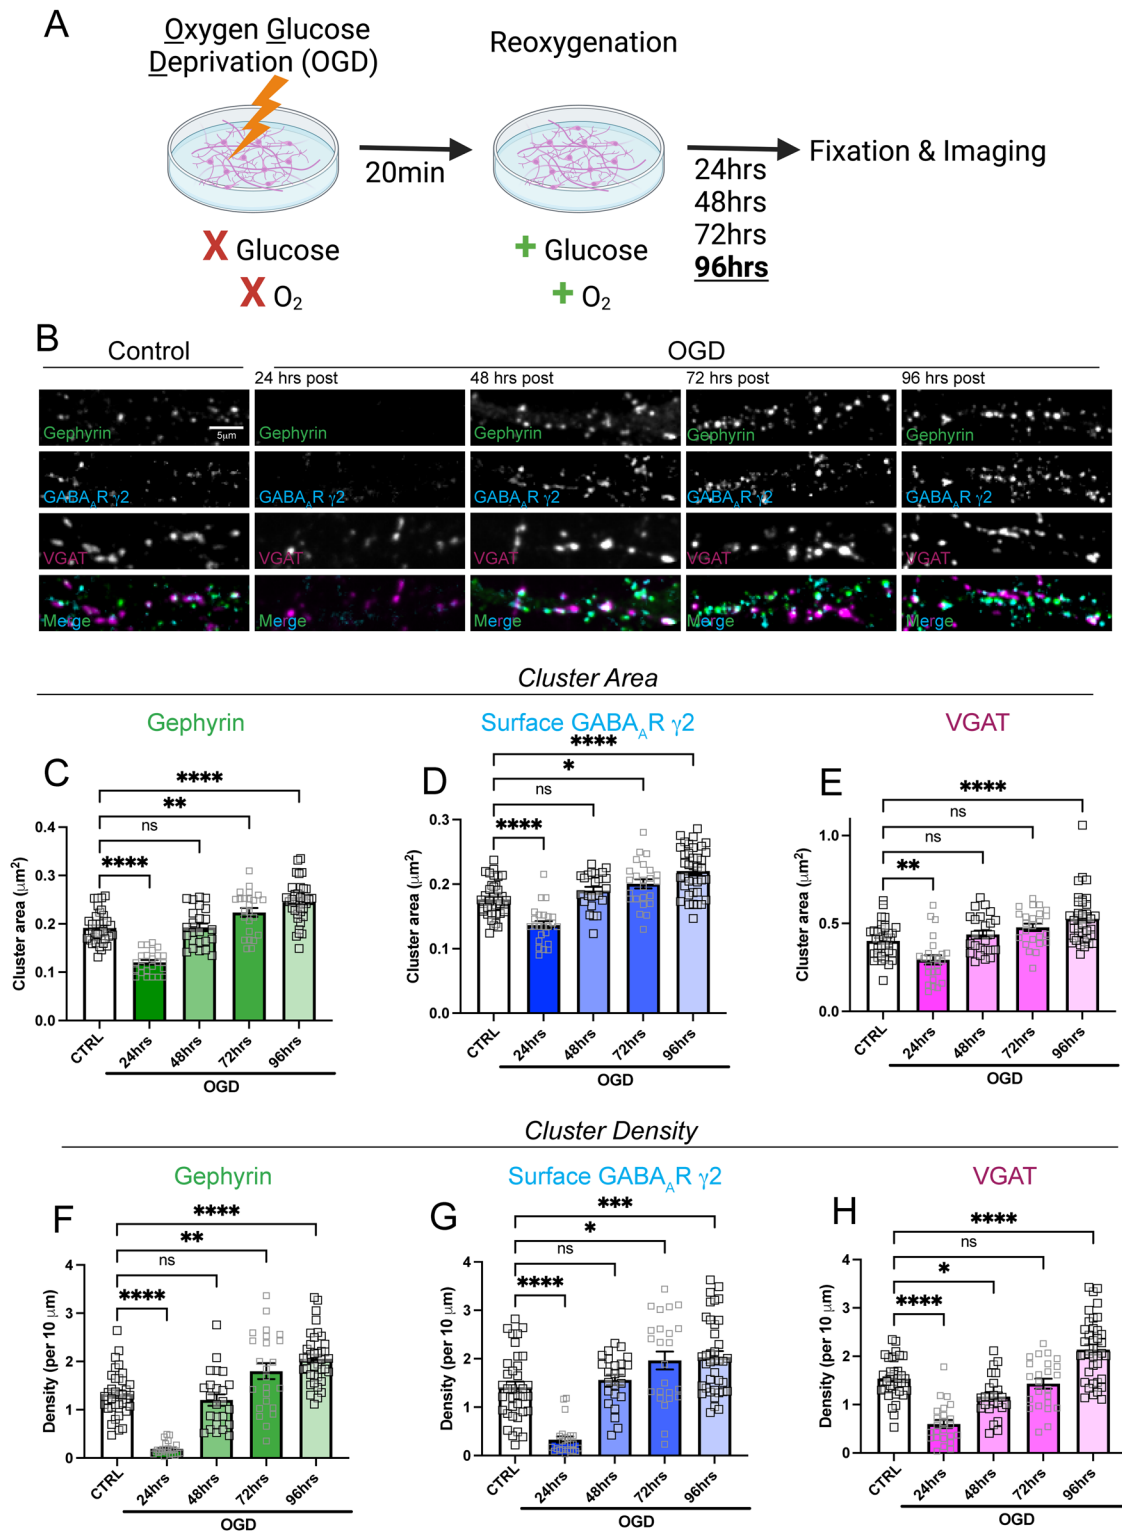 A
Oxygen Glucose
Deprivation (OGD)
Reoxygenation
20min
24hrs
48hrs
72hrs
96hrs
Fixation & Imaging
X Glucose
X O2
+ Glucose
+ O2
B
Control
OGD
24 hrs post
48 hrs post
72 hrs post
96 hrs post
Gephyrin
5μm
Gephyrin
Gephyrin
Gephyrin
Gephyrin
GABAAR γ2
GABAAR γ2
GABAAR γ2
GABAAR γ2
GABAAR γ2
VGAT
VGAT
VGAT
VGAT
VGAT
Merge
Merge
Merge
Merge
Merge
Cluster Area
Gephyrin
Surface GABAAR γ2
VGAT
C
****
**
ns
****
Cluster area (μm2)
0.4
0.3
0.2
0.1
0.0
CTRL
24hrs
48hrs
72hrs
96hrs
OGD
D
****
*
ns
****
Cluster area (μm2)
0.3
0.2
0.1
0.0
CTRL
24hrs
48hrs
72hrs
96hrs
OGD
E
****
ns
ns
**
Cluster area (μm2)
1.0
0.5
0.0
CTRL
24hrs
48hrs
72hrs
96hrs
OGD
Cluster Density
Gephyrin
Surface GABAAR γ2
VGAT
F
****
**
ns
****
Density (per 10 μm)
4
3
2
1
0
CTRL
24hrs
48hrs
72hrs
96hrs
OGD
G
***
*
ns
****
Density (per 10 μm)
4
3
2
1
0
CTRL
24hrs
48hrs
72hrs
96hrs
OGD
H
****
ns
*
****
Density (per 10 μm)
4
3
2
1
0
CTRL
24hrs
48hrs
72hrs
96hrs
OGD